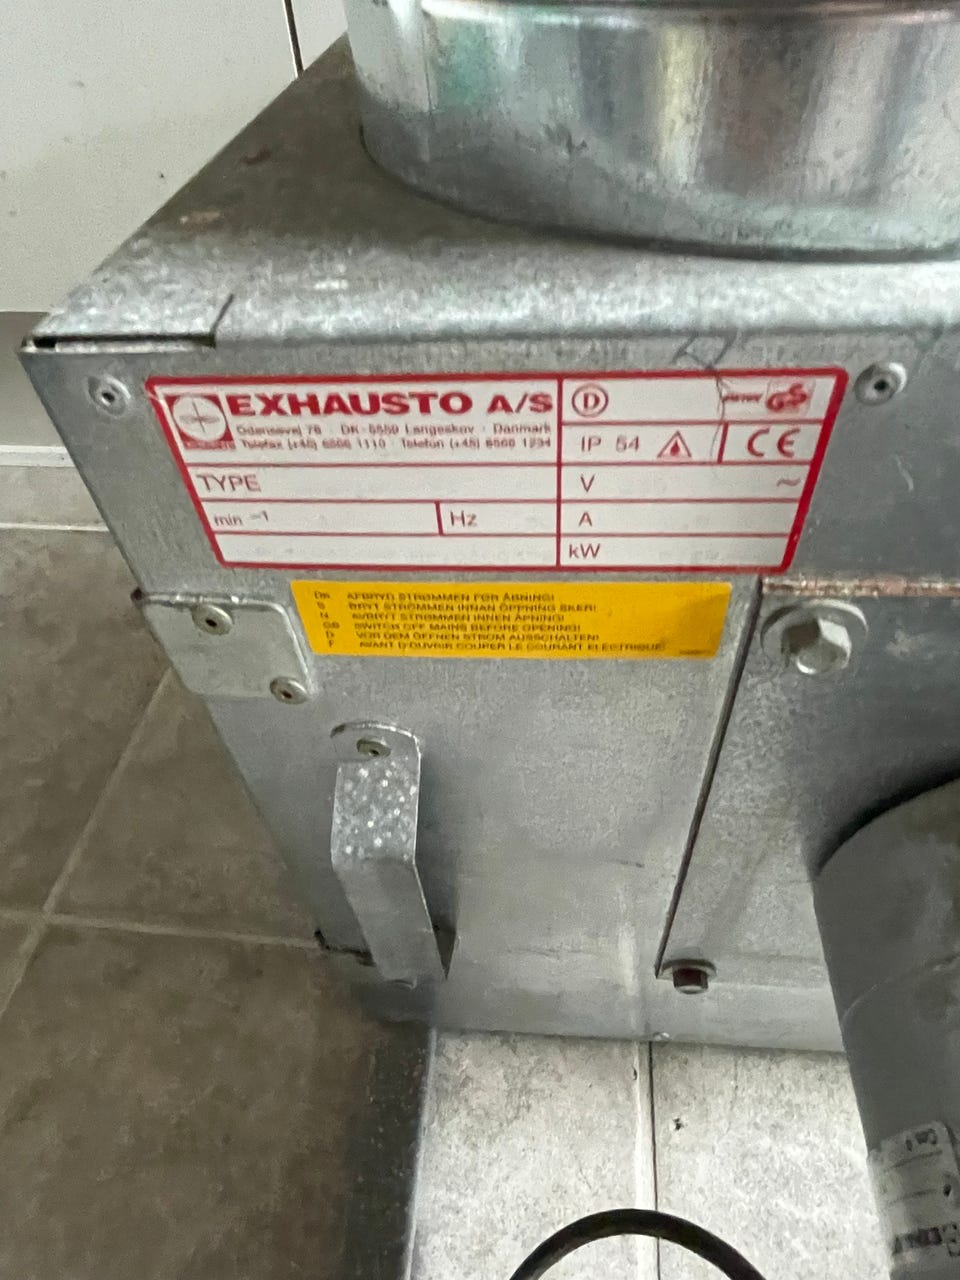 EXHAUSTO A/S
Odensevej 76 · DK-5550 Langeskov · Danmark
Telefax (+45) 6566 1110 · Telefon (+45) 6566 1234
D
GS
IP 54
CE
TYPE
V ~
min -1
Hz
A
kW
DK AFBRYD STRØMMEN FØR ÅBNING!
S BRYT STRÖMMEN INNAN ÖPPNING SKER!
N AVBRYT STRØMMEN INNEN ÅPNING!
GB SWITCH OFF MAINS BEFORE OPENING!
D VOR DEM ÖFFNEN STROM AUSSCHALTEN!
F AVANT D'OUVRIR COUPER LE COURANT ELECTRIQUE!